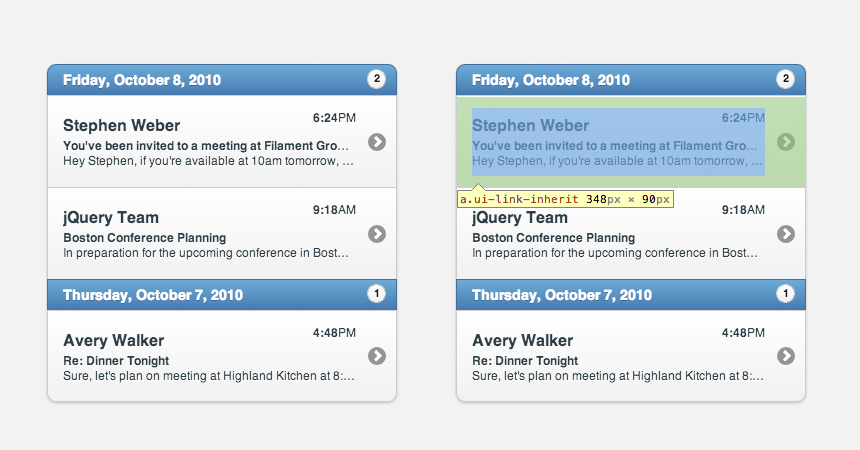 Friday, October 8, 2010 2
6:24PM
Stephen Weber
You've been invited to a meeting at Filament Gro…
Hey Stephen, if you're available at 10am tomorrow, …
9:18AM
jQuery Team
Boston Conference Planning
In preparation for the upcoming conference in Bost…
Thursday, October 7, 2010 1
4:48PM
Avery Walker
Re: Dinner Tonight
Sure, let's plan on meeting at Highland Kitchen at 8:…
Friday, October 8, 2010 2
6:24PM
Stephen Weber
You've been invited to a meeting at Filament Gro…
Hey Stephen, if you're available at 10am tomorrow, …
a.ui-link-inherit 348px × 90px
9:18AM
jQuery Team
Boston Conference Planning
In preparation for the upcoming conference in Bost…
Thursday, October 7, 2010 1
4:48PM
Avery Walker
Re: Dinner Tonight
Sure, let's plan on meeting at Highland Kitchen at 8:…